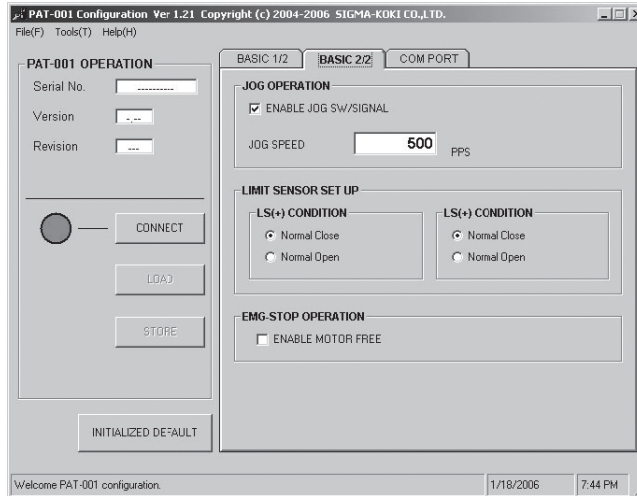 PAT-001 Configuration Ver 1.21 Copyright (c) 2004-2006 SIGMA-KOKI CO.,LTD.
File(F) Tools(T) Help(H)
PAT-001 OPERATION
Serial No. ----------
Version -.--
Revision ---
CONNECT
LOAD
STORE
INITIALIZED DEFAULT
BASIC 1/2 BASIC 2/2 COM PORT
JOG OPERATION
ENABLE JOG SW/SIGNAL
JOG SPEED 500 PPS
LIMIT SENSOR SET UP
LS(+) CONDITION
Normal Close
Normal Open
LS(+) CONDITION
Normal Close
Normal Open
EMG-STOP OPERATION
ENABLE MOTOR FREE
Welcome PAT-001 configuration. 1/18/2006 7:44 PM